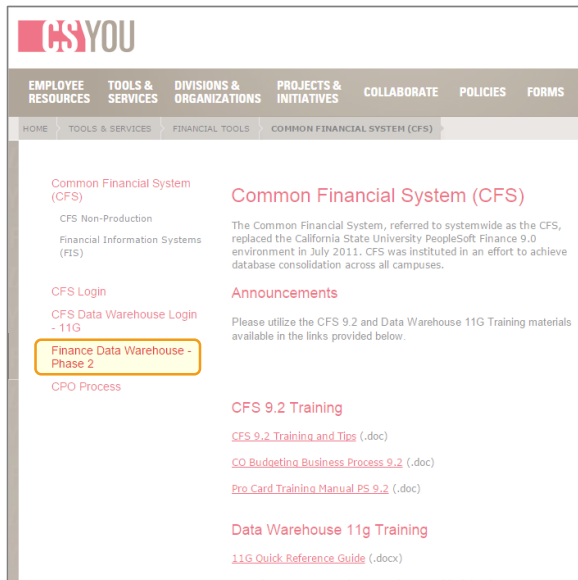 CSYOU
EMPLOYEE RESOURCES
TOOLS & SERVICES
DIVISIONS & ORGANIZATIONS
PROJECTS & INITIATIVES
COLLABORATE
POLICIES
FORMS
HOME
TOOLS & SERVICES
FINANCIAL TOOLS
COMMON FINANCIAL SYSTEM (CFS)
Common Financial System
(CFS)
CFS Non-Production
Financial Information Systems
(FIS)
CFS Login
CFS Data Warehouse Login
- 11G
Finance Data Warehouse -
Phase 2
CPO Process
Common Financial System (CFS)
The Common Financial System, referred to systemwide as the CFS,
replaced the California State University PeopleSoft Finance 9.0
environment in July 2011. CFS was instituted in an effort to achieve
database consolidation across all campuses.
Announcements
Please utilize the CFS 9.2 and Data Warehouse 11G Training materials
available in the links provided below.
CFS 9.2 Training
CFS 9.2 Training and Tips (.doc)
CO Budgeting Business Process 9.2 (.doc)
Pro Card Training Manual PS 9.2 (.doc)
Data Warehouse 11g Training
11G Quick Reference Guide (.docx)